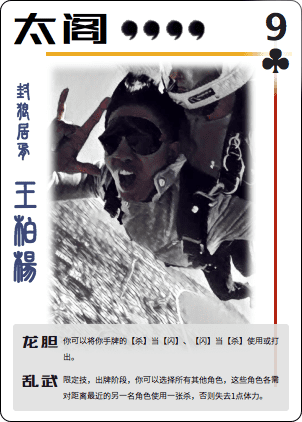 太阁
9
封狼居胥
王柏楊
龙胆 你可以将你手牌的【杀】当【闪】、【闪】当【杀】使用或打
出。
乱武 限定技，出牌阶段，你可以选择所有其他角色，这些角色各需
对距离最近的另一名角色使用一张杀，否则失去1点体力。